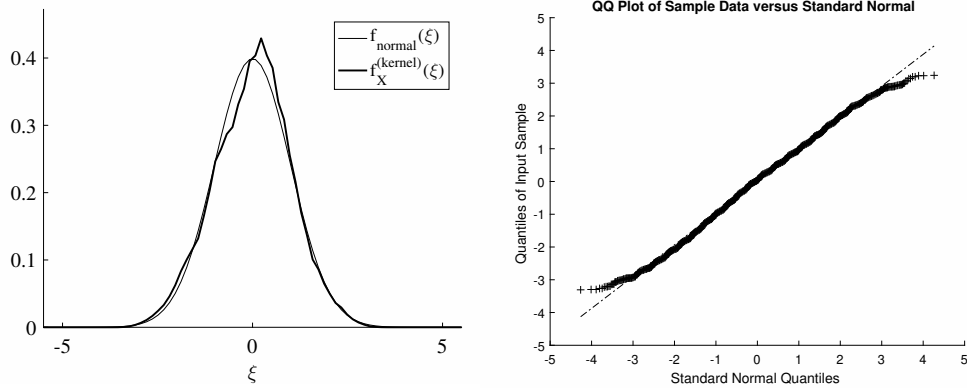 0.4
0.3
0.2
0.1
0
-5
0
5
ξ
f_normal(ξ)
f_X^(kernel)(ξ)
QQ Plot of Sample Data versus Standard Normal
Quantiles of Input Sample
5
4
3
2
1
0
-1
-2
-3
-4
-5
-5 -4 -3 -2 -1 0 1 2 3 4 5
Standard Normal Quantiles